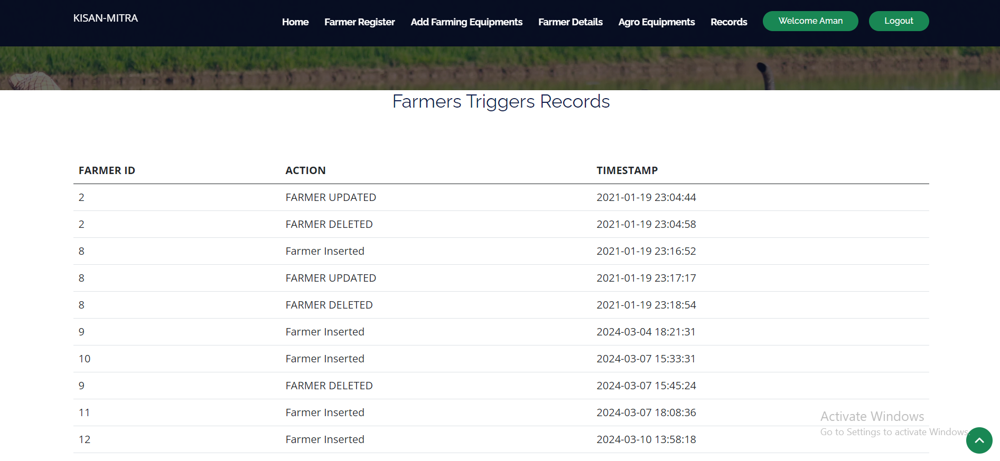 KISAN-MITRA Home Farmer Register Add Farming Equipments Farmer Details Agro Equipments Records Welcome Aman Logout
Farmers Triggers Records
FARMER ID ACTION TIMESTAMP
2 FARMER UPDATED 2021-01-19 23:04:44
2 FARMER DELETED 2021-01-19 23:04:58
8 Farmer Inserted 2021-01-19 23:16:52
8 FARMER UPDATED 2021-01-19 23:17:17
8 FARMER DELETED 2021-01-19 23:18:54
9 Farmer Inserted 2024-03-04 18:21:31
10 Farmer Inserted 2024-03-07 15:33:31
9 FARMER DELETED 2024-03-07 15:45:24
11 Farmer Inserted 2024-03-07 18:08:36
12 Farmer Inserted 2024-03-10 13:58:18
Activate Windows
Go to Settings to activate Windows.